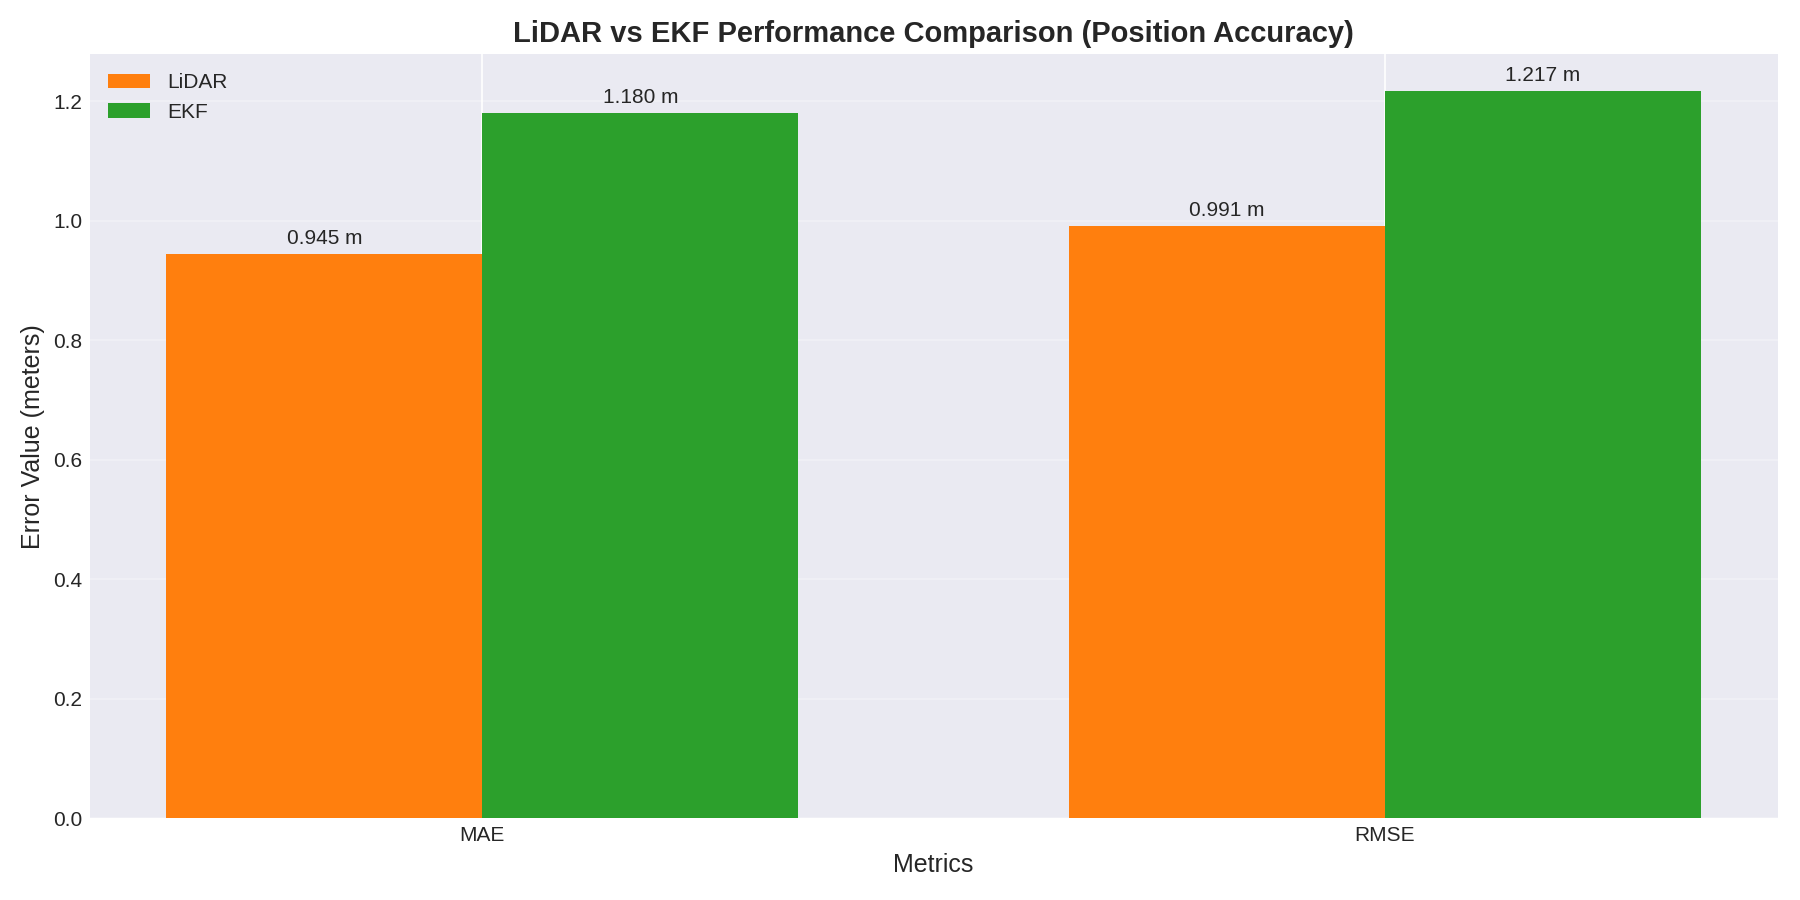 LiDAR vs EKF Performance Comparison (Position Accuracy)
LiDAR
EKF
1.217 m
1.180 m
0.991 m
0.945 m
Error Value (meters)
1.2
1.0
0.8
0.6
0.4
0.2
0.0
MAE
RMSE
Metrics